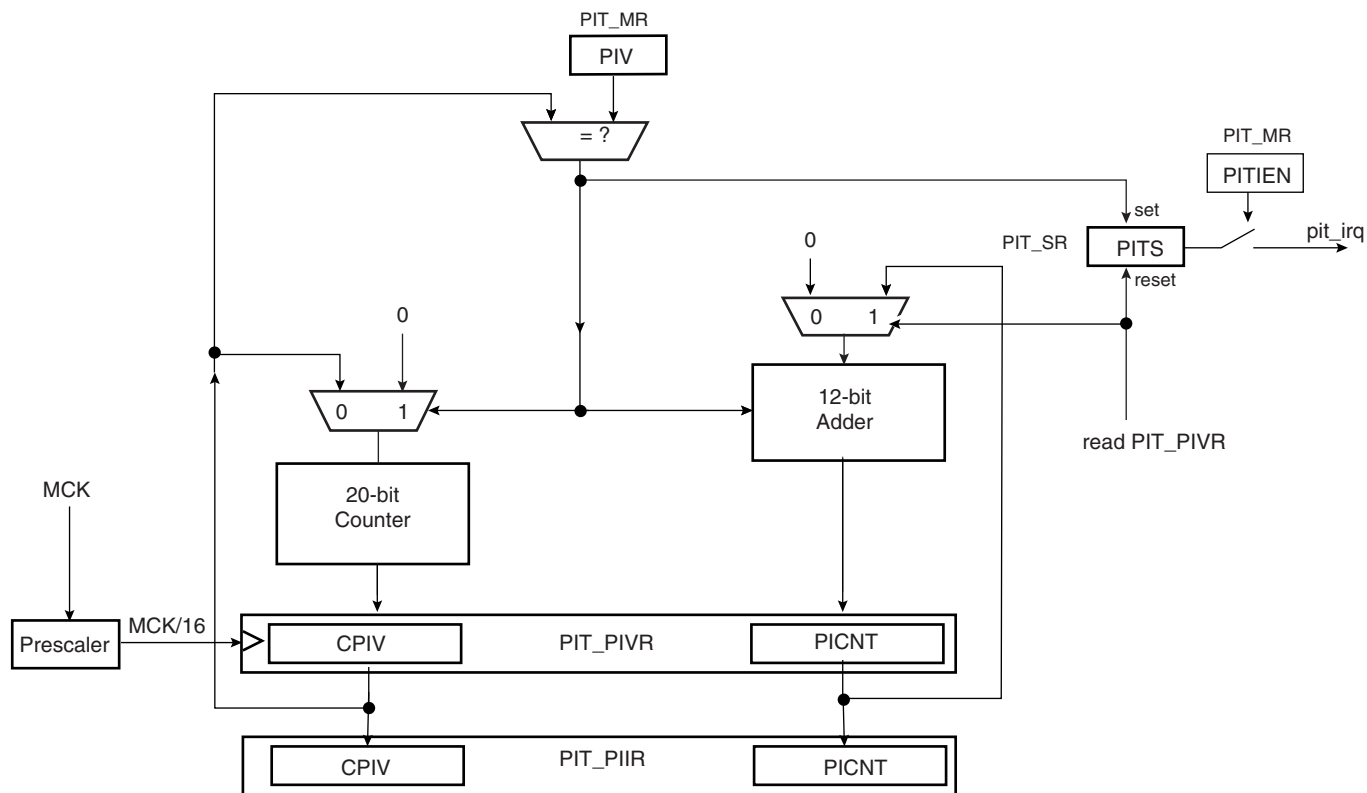 PIT_MR
PIV
= ?
PIT_MR
PITIEN
set
PIT_SR
PITS
pit_irq
reset
0
0 1
0
0 1
12-bit
Adder
read PIT_PIVR
MCK
20-bit
Counter
Prescaler
MCK/16
CPIV
PIT_PIVR
PICNT
CPIV
PIT_PIIR
PICNT